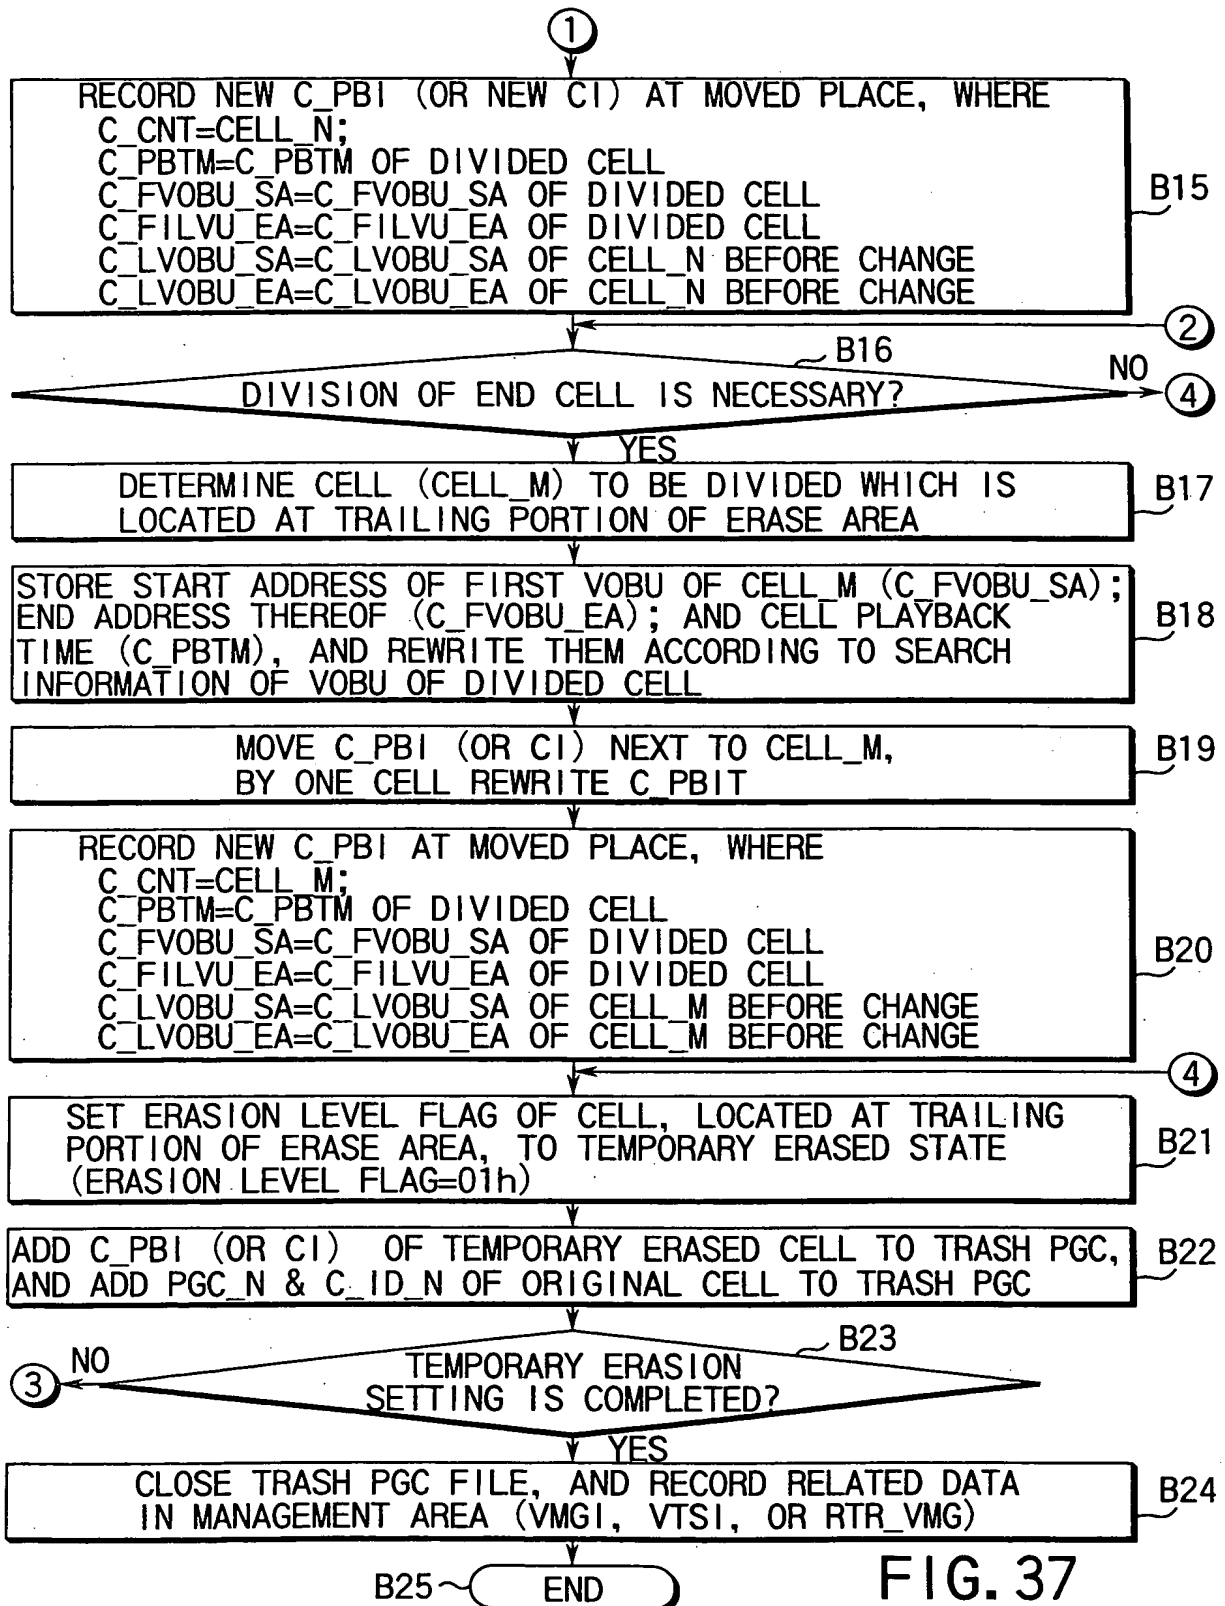 1
RECORD NEW C_PBI (OR NEW CI) AT MOVED PLACE, WHERE
C_CNT=CELL_N;
C_PBTM=C_PBTM OF DIVIDED CELL
C_FVOBU_SA=C_FVOBU_SA OF DIVIDED CELL
C_FILVU_EA=C_FILVU_EA OF DIVIDED CELL
C_LVOBU_SA=C_LVOBU_SA OF CELL_N BEFORE CHANGE
C_LVOBU_EA=C_LVOBU_EA OF CELL_N BEFORE CHANGE
B15
2
B16
DIVISION OF END CELL IS NECESSARY?
NO
4
YES
DETERMINE CELL (CELL_M) TO BE DIVIDED WHICH IS
LOCATED AT TRAILING PORTION OF ERASE AREA
B17
STORE START ADDRESS OF FIRST VOBU OF CELL_M (C_FVOBU_SA);
END ADDRESS THEREOF (C_FVOBU_EA); AND CELL PLAYBACK
TIME (C_PBTM), AND REWRITE THEM ACCORDING TO SEARCH
INFORMATION OF VOBU OF DIVIDED CELL
B18
MOVE C_PBI (OR CI) NEXT TO CELL_M,
BY ONE CELL REWRITE C_PBIT
B19
RECORD NEW C_PBI AT MOVED PLACE, WHERE
C_CNT=CELL_M;
C_PBTM=C_PBTM OF DIVIDED CELL
C_FVOBU_SA=C_FVOBU_SA OF DIVIDED CELL
C_FILVU_EA=C_FILVU_EA OF DIVIDED CELL
C_LVOBU_SA=C_LVOBU_SA OF CELL_M BEFORE CHANGE
C_LVOBU_EA=C_LVOBU_EA OF CELL_M BEFORE CHANGE
B20
4
SET ERASION LEVEL FLAG OF CELL, LOCATED AT TRAILING
PORTION OF ERASE AREA, TO TEMPORARY ERASED STATE
(ERASION LEVEL FLAG=01h)
B21
ADD C_PBI (OR CI) OF TEMPORARY ERASED CELL TO TRASH PGC,
AND ADD PGC_N & C_ID_N OF ORIGINAL CELL TO TRASH PGC
B22
B23
3
NO
TEMPORARY ERASION
SETTING IS COMPLETED?
YES
CLOSE TRASH PGC FILE, AND RECORD RELATED DATA
IN MANAGEMENT AREA (VMGI, VTSI, OR RTR_VMG)
B24
B25
END
FIG. 37